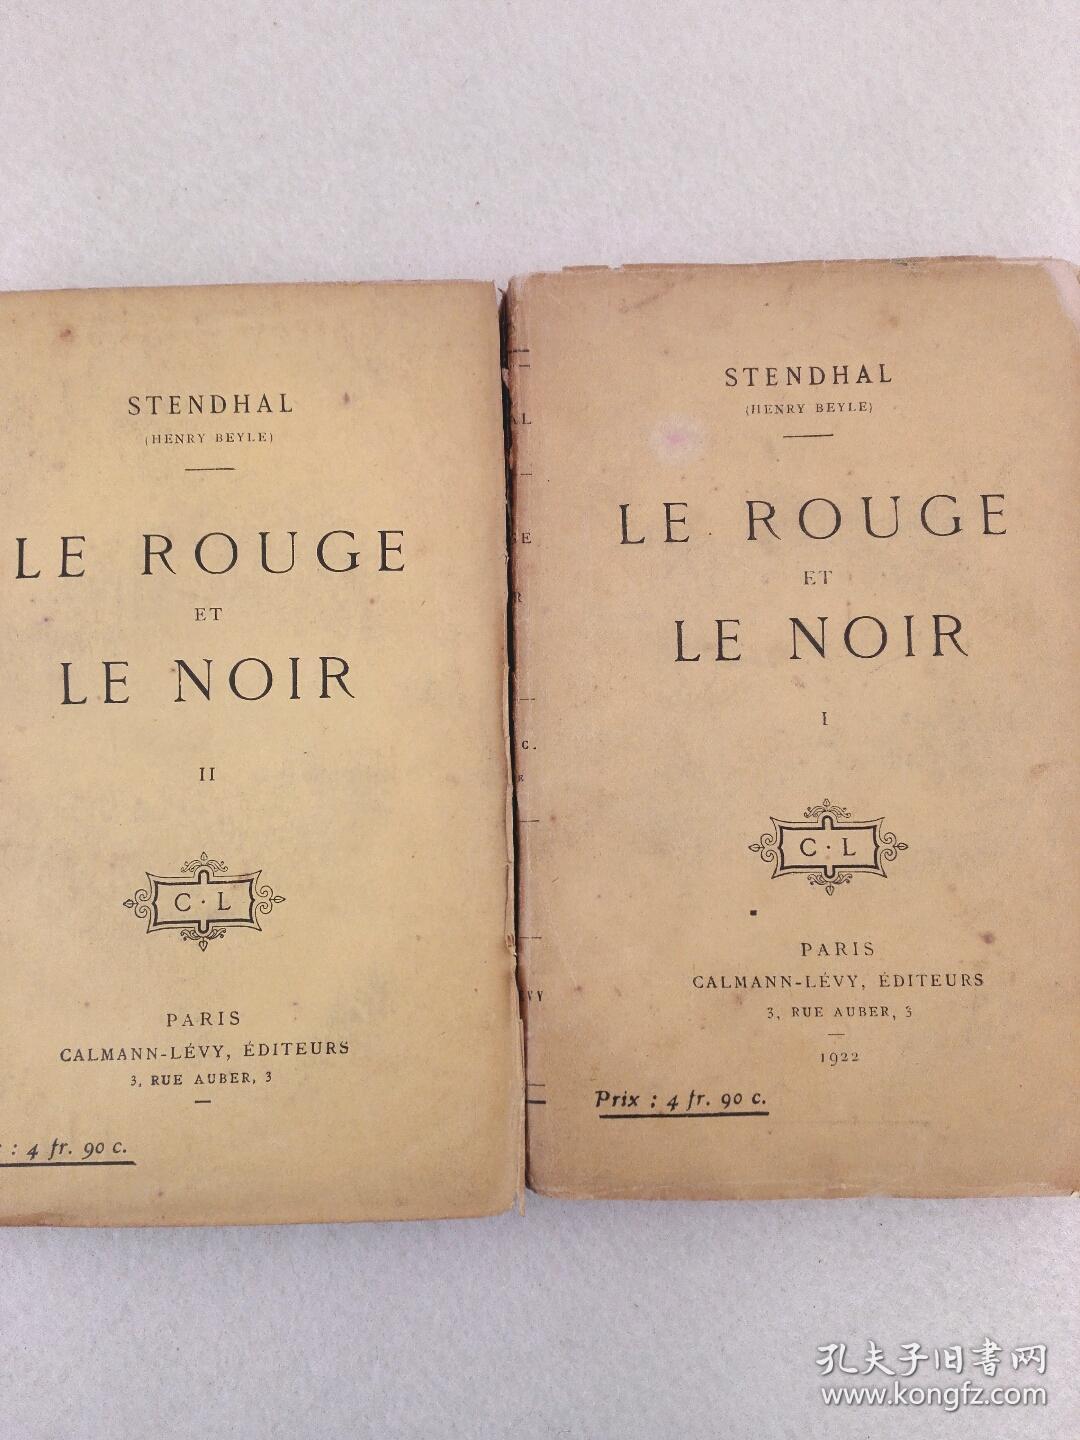 STENDHAL
(HENRY BEYLE)
LE ROUGE
ET
LE NOIR
II
C · L
PARIS
CALMANN-LÉVY, ÉDITEURS
3, RUE AUBER, 3
: 4 fr. 90 c.
STENDHAL
(HENRY BEYLE)
LE ROUGE
ET
LE NOIR
I
C · L
PARIS
CALMANN-LÉVY, ÉDITEURS
3, RUE AUBER, 3
1922
Prix : 4 fr. 90 c.
孔夫子旧書网
www.kongfz.com